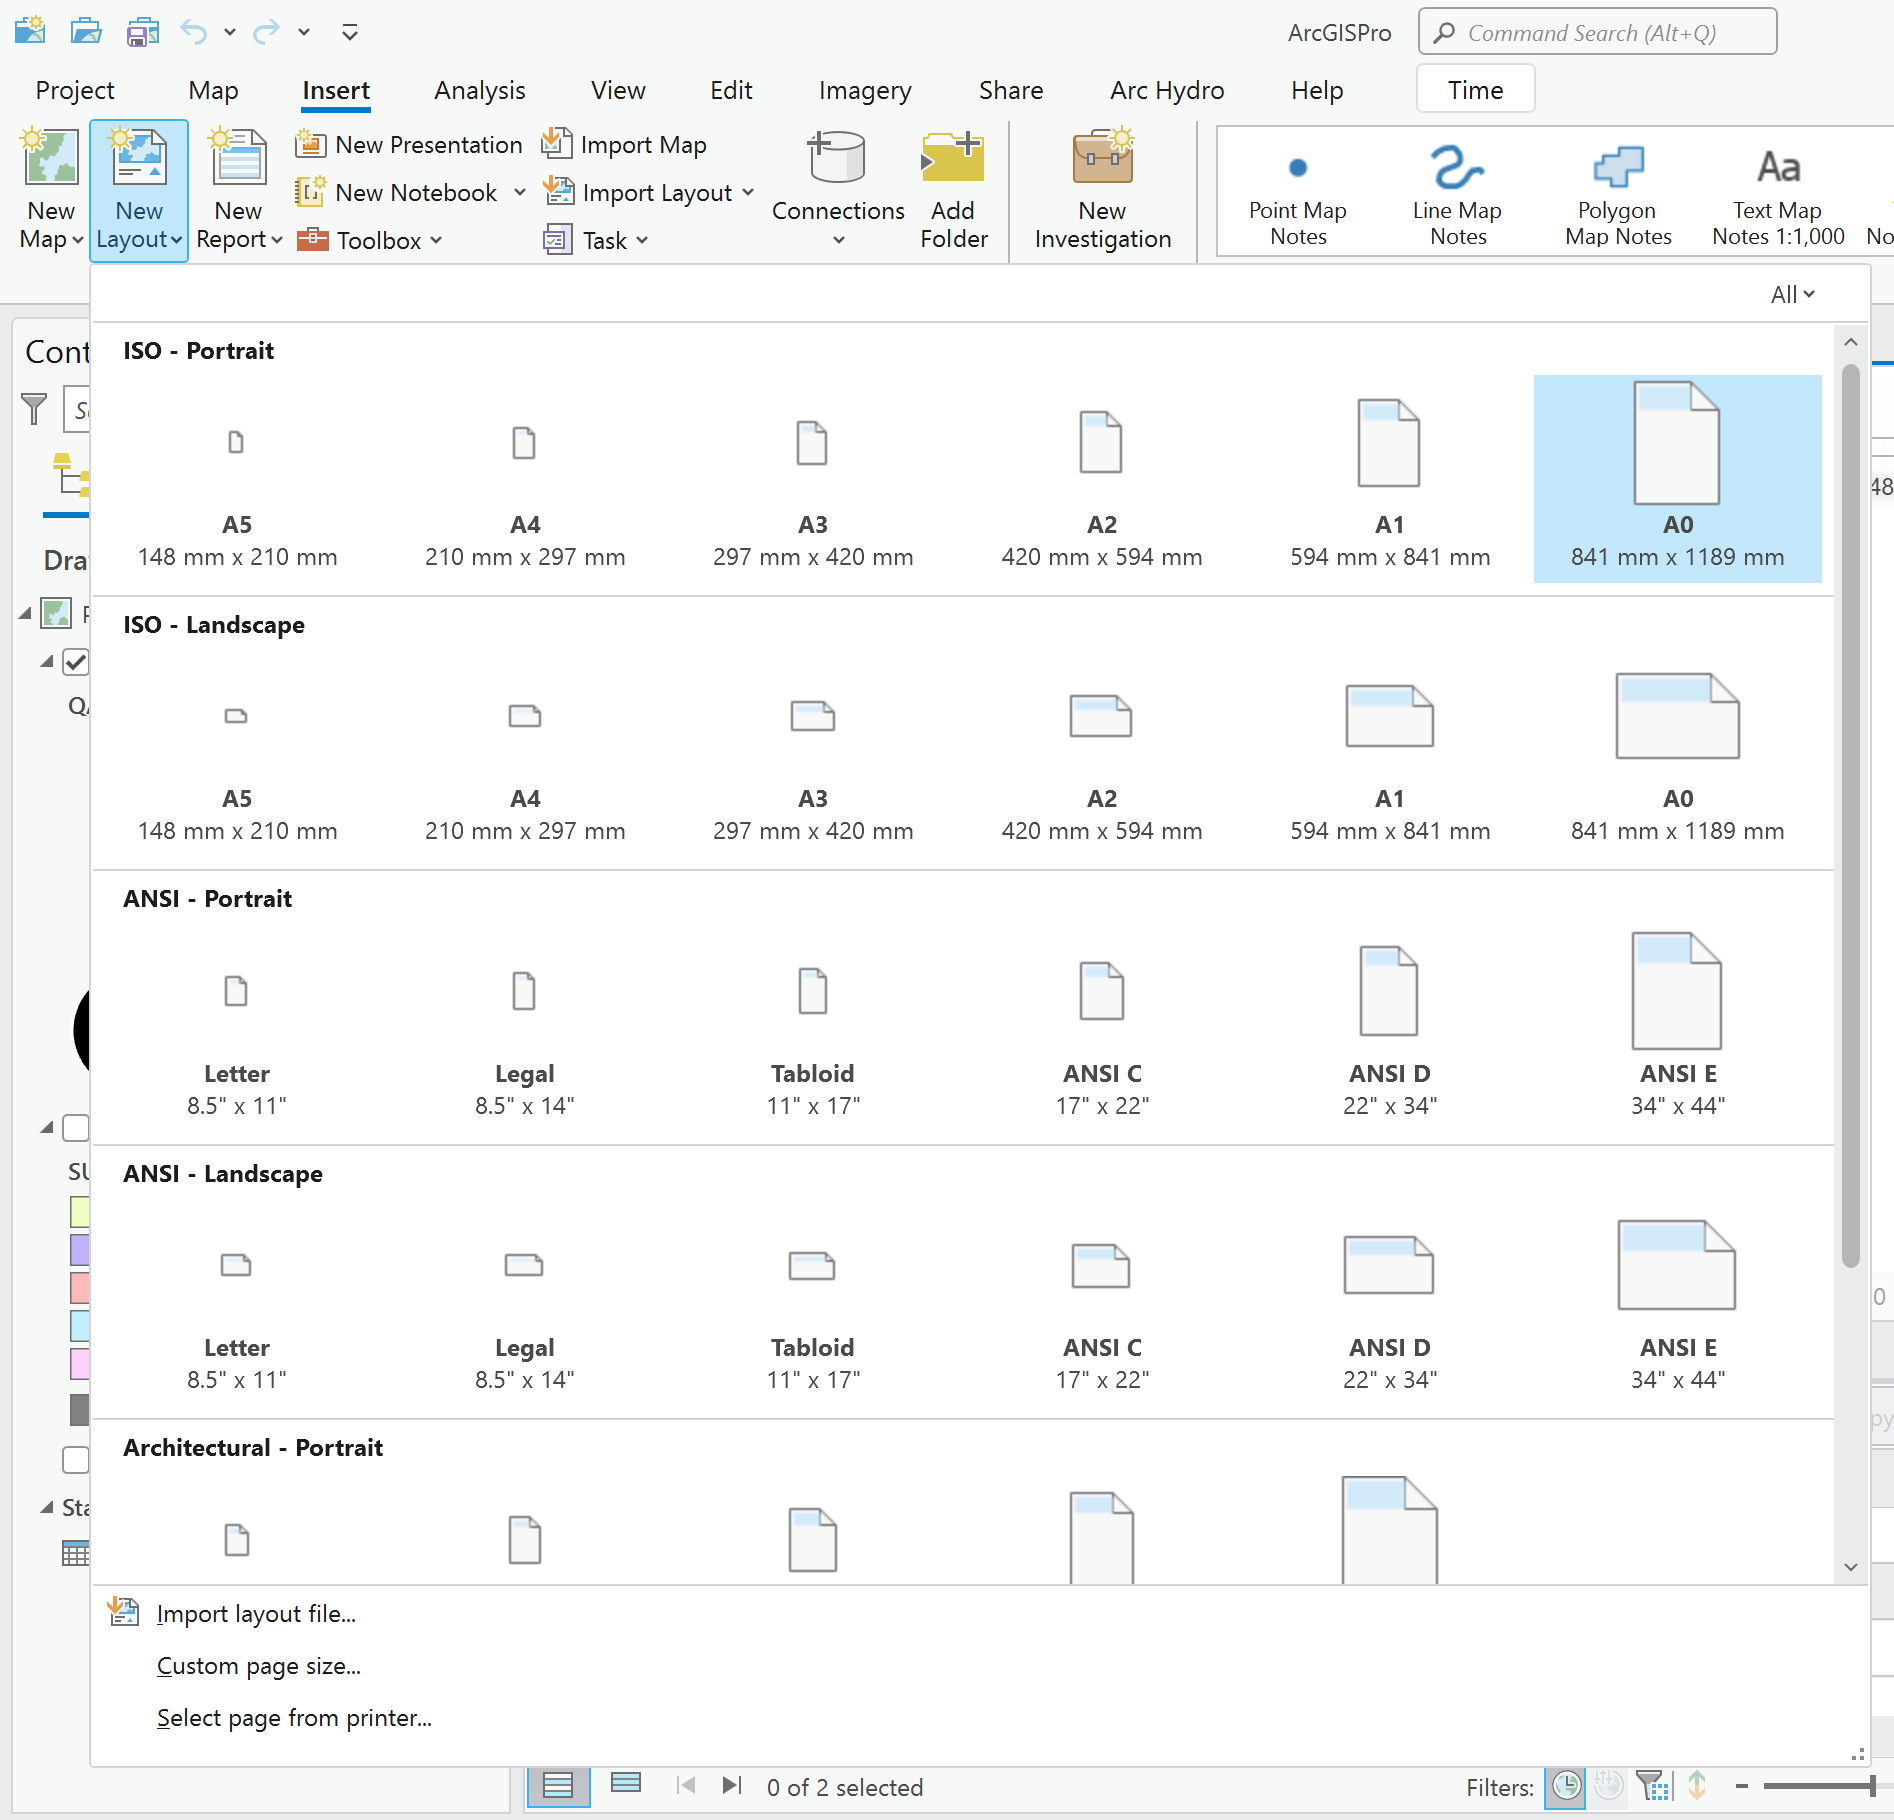 ArcGISPro
Command Search (Alt+Q)
Project Map Insert Analysis View Edit Imagery Share Arc Hydro Help Time
New Map
New Layout
New Report
New Presentation
New Notebook
Toolbox
Import Map
Import Layout
Task
Connections
Add Folder
New Investigation
Point Map Notes
Line Map Notes
Polygon Map Notes
Text Map Notes 1:1,000
All
ISO - Portrait
A5 A4 A3 A2 A1 A0
148 mm x 210 mm 210 mm x 297 mm 297 mm x 420 mm 420 mm x 594 mm 594 mm x 841 mm 841 mm x 1189 mm
ISO - Landscape
A5 A4 A3 A2 A1 A0
148 mm x 210 mm 210 mm x 297 mm 297 mm x 420 mm 420 mm x 594 mm 594 mm x 841 mm 841 mm x 1189 mm
ANSI - Portrait
Letter Legal Tabloid ANSI C ANSI D ANSI E
8.5" x 11" 8.5" x 14" 11" x 17" 17" x 22" 22" x 34" 34" x 44"
ANSI - Landscape
Letter Legal Tabloid ANSI C ANSI D ANSI E
8.5" x 11" 8.5" x 14" 11" x 17" 17" x 22" 22" x 34" 34" x 44"
Architectural - Portrait
Import layout file...
Custom page size...
Select page from printer...
0 of 2 selected
Filters: